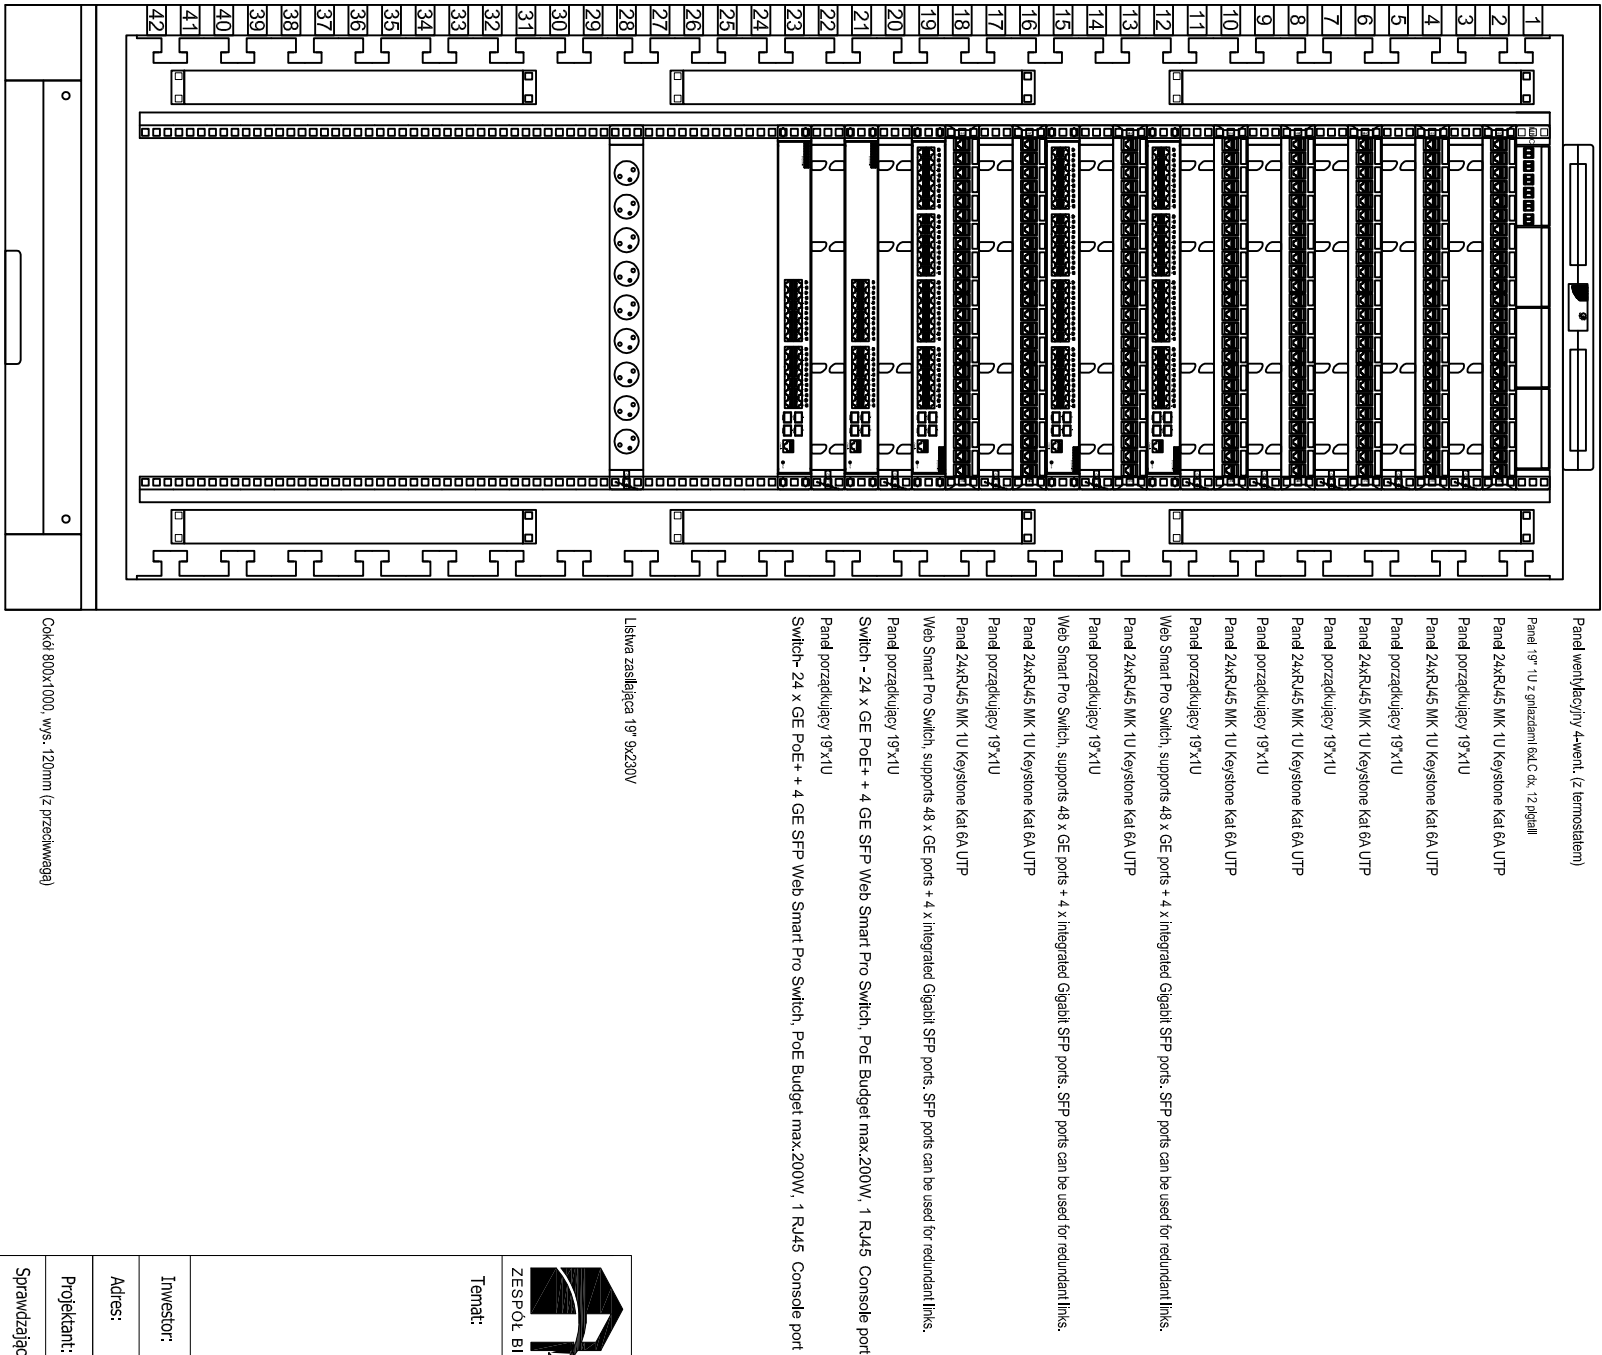 1
2
3
4
5
6
7
8
9
10
11
12
13
14
15
16
17
18
19
20
21
22
23
24
25
26
27
28
29
30
31
32
33
34
35
36
37
38
39
40
41
42
Panel wentylacyjny 4-went. (z termostatem)
Panel 19" 1U z gniazdami 6xLC dx, 12 pigtaili
Panel 24xRJ45 MK 1U Keystone Kat 6A UTP
Panel porządkujący 19"x1U
Panel 24xRJ45 MK 1U Keystone Kat 6A UTP
Panel porządkujący 19"x1U
Panel 24xRJ45 MK 1U Keystone Kat 6A UTP
Panel porządkujący 19"x1U
Panel 24xRJ45 MK 1U Keystone Kat 6A UTP
Panel porządkujący 19"x1U
Panel 24xRJ45 MK 1U Keystone Kat 6A UTP
Panel porządkujący 19"x1U
Web Smart Pro Switch, supports 48 x GE ports + 4 x integrated Gigabit SFP ports. SFP ports can be used for redundant links.
Panel 24xRJ45 MK 1U Keystone Kat 6A UTP
Panel porządkujący 19"x1U
Web Smart Pro Switch, supports 48 x GE ports + 4 x integrated Gigabit SFP ports. SFP ports can be used for redundant links.
Panel 24xRJ45 MK 1U Keystone Kat 6A UTP
Panel porządkujący 19"x1U
Panel 24xRJ45 MK 1U Keystone Kat 6A UTP
Web Smart Pro Switch, supports 48 x GE ports + 4 x integrated Gigabit SFP ports. SFP ports can be used for redundant links.
Panel porządkujący 19"x1U
Switch - 24 x GE PoE+ + 4 GE SFP Web Smart Pro Switch, PoE Budget max.200W, 1 RJ45 Console port
Panel porządkujący 19"x1U
Switch- 24 x GE PoE+ + 4 GE SFP Web Smart Pro Switch, PoE Budget max.200W, 1 RJ45 Console port
Listwa zasilająca 19" 9x230V
Cokół 800x1000, wys. 120mm (z przeciwwagą)
ZESPÓŁ
Temat:
Inwestor:
Adres:
Projektant: